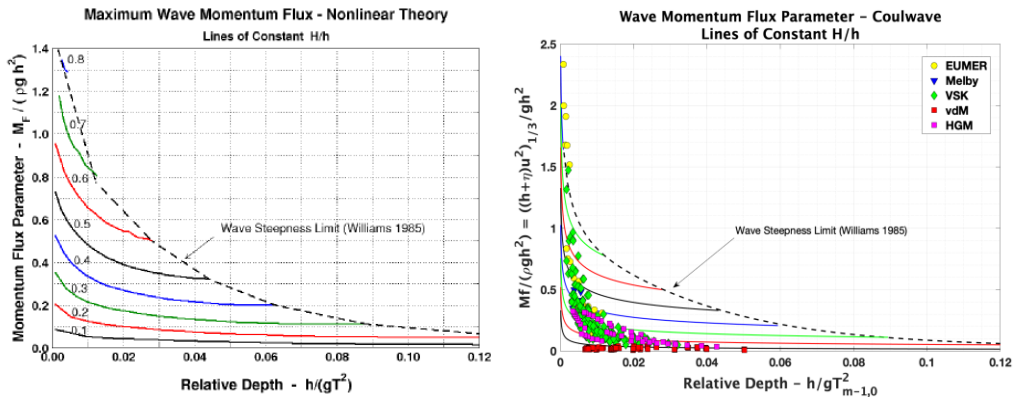 Maximum Wave Momentum Flux - Nonlinear Theory
Lines of Constant H/h
Momentum Flux Parameter - M_F / ( ρg h²)
1.4
1.2
1.0
0.8
0.6
0.4
0.2
0.0
0.8
0.7
0.6
0.5
0.4
0.3
0.2
0.1
Wave Steepness Limit (Williams 1985)
0.00 0.02 0.04 0.06 0.08 0.10 0.12
Relative Depth - h/(gT²)
Wave Momentum Flux Parameter – Coulwave
Lines of Constant H/h
Mf/(ρgh²) = ((h+η)u²)₁/₃/gh²
2.5
2
1.5
1
0.5
0
EUMER
Melby
VSK
vdM
HGM
Wave Steepness Limit (Williams 1985)
0 0.02 0.04 0.06 0.08 0.1 0.12
Relative Depth – h/gT²m−1,0